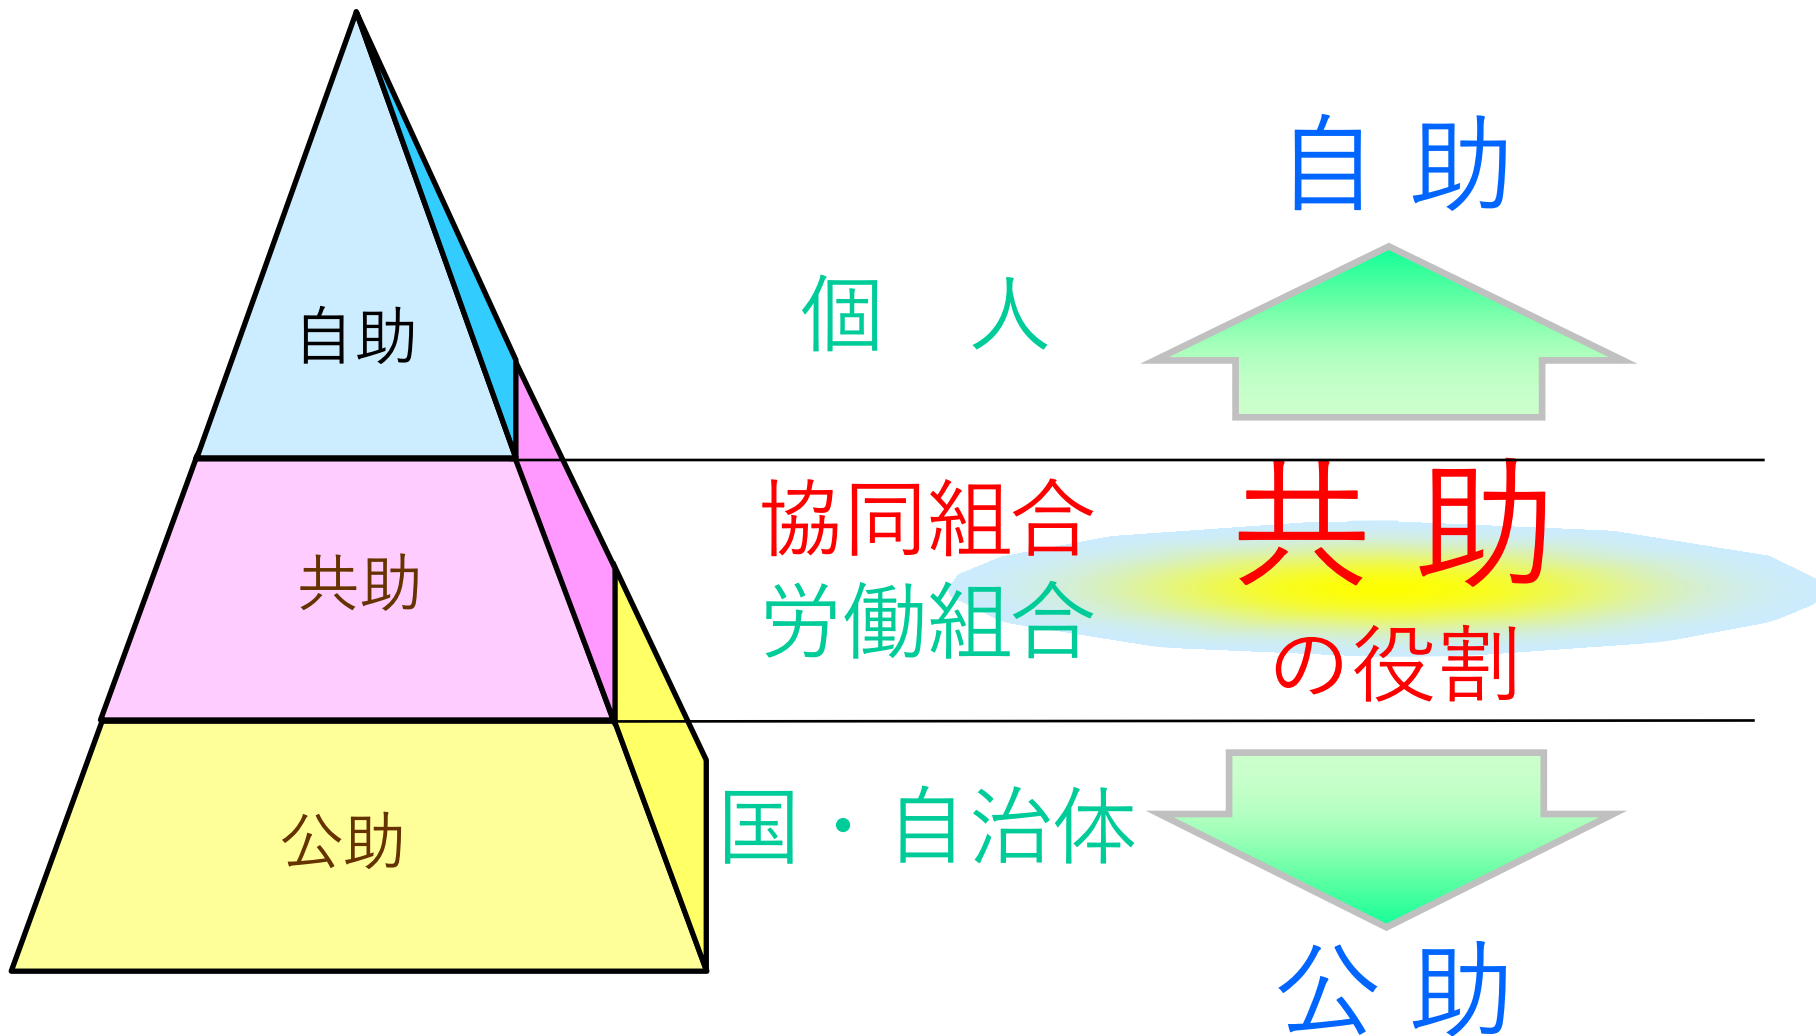 自助
自助
個　人
共助
協同組合
労働組合
共助
の役割
公助
国・自治体
公助